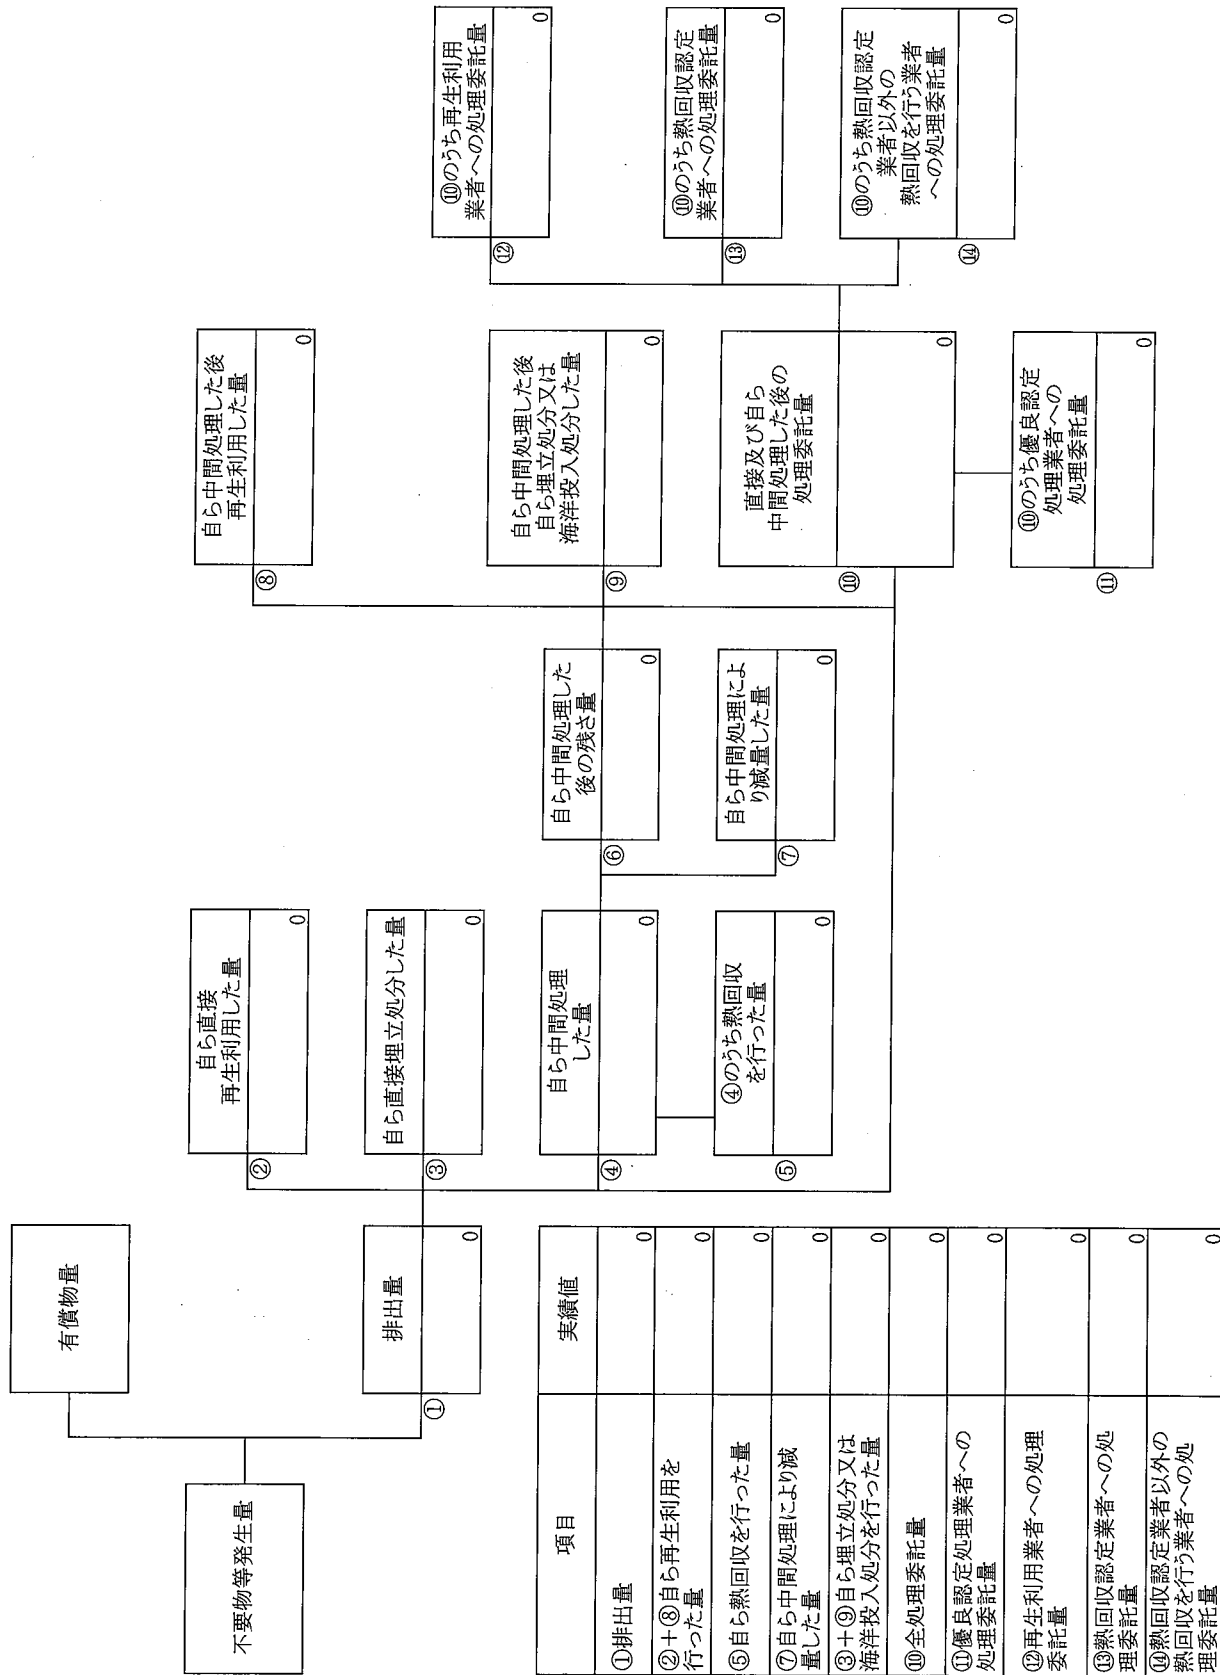 不要物等発生量
有償物量
①
排出量
0
②
自ら直接
再生利用した量
0
③
自ら直接埋立処分した量
0
④
自ら中間処理
した量
0
⑤
④のうち熱回収
を行った量
0
⑥
自ら中間処理した
後の残さ量
0
⑦
自ら中間処理によ
り減量した量
0
⑧
自ら中間処理した後
再生利用した量
0
⑨
自ら中間処理した後
自ら埋立処分又は
海洋投入処分した量
0
⑩
直接及び自ら
中間処理した後の
処理委託量
0
⑪
⑩のうち優良認定
処理業者への
処理委託量
0
⑫
⑩のうち再生利用
業者への処理委託量
0
⑬
⑩のうち熱回収認定
業者への処理委託量
0
⑭
⑩のうち熱回収認定
業者以外の
熱回収を行う業者
への処理委託量
0
項目
実績値
①排出量
0
②+⑧自ら再生利用を
行った量
0
⑤自ら熱回収を行った量
0
⑦自ら中間処理により減
量した量
0
③+⑨自ら埋立処分又は
海洋投入処分を行った量
0
⑩全処理委託量
0
⑪優良認定処理業者への
処理委託量
0
⑫再生利用業者への処理
委託量
0
⑬熱回収認定業者への処
理委託量
0
⑭熱回収認定業者以外の
熱回収を行う業者への処
理委託量
0